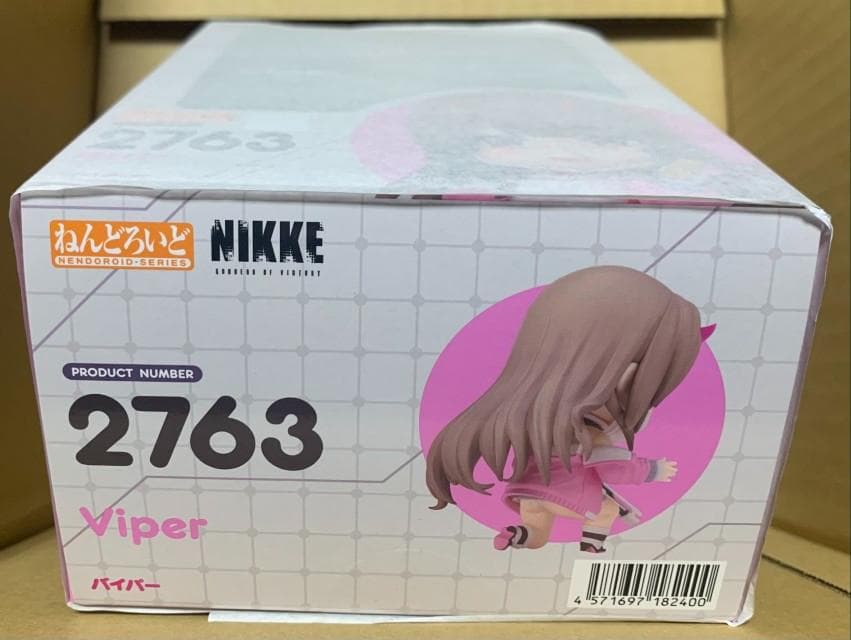 2763
ねんどろいど
NENDOROID-SERIES
NIKKE
GODDESS OF VICTORY
PRODUCT NUMBER
2763
Viper
バイパー
4 571697 182400